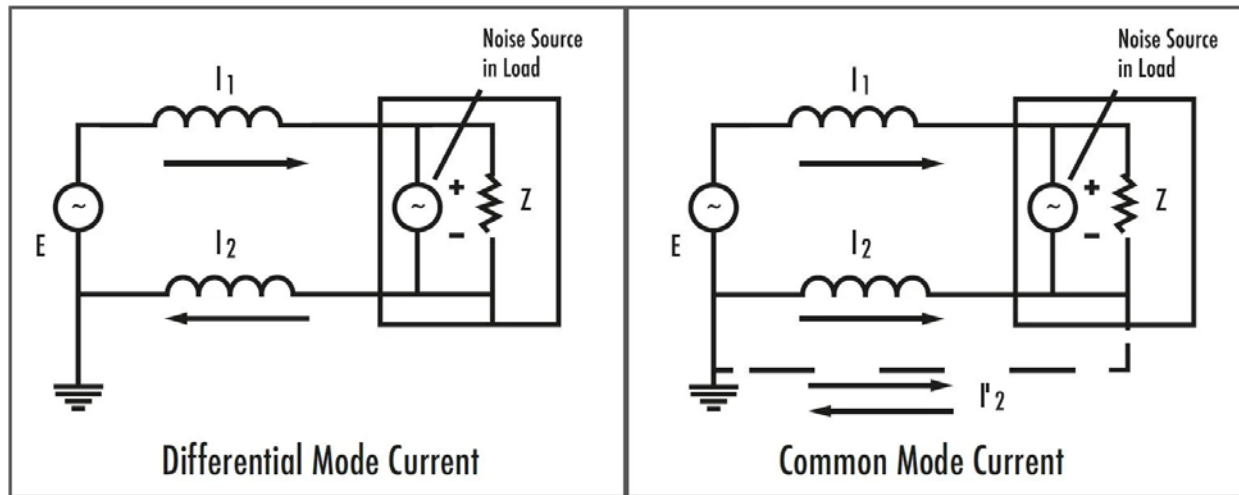 Noise Source
in Load
I1
+
~
~
Z
E
I2
−
Differential Mode Current
Noise Source
in Load
I1
+
~
~
Z
E
I2
−
I'2
Common Mode Current